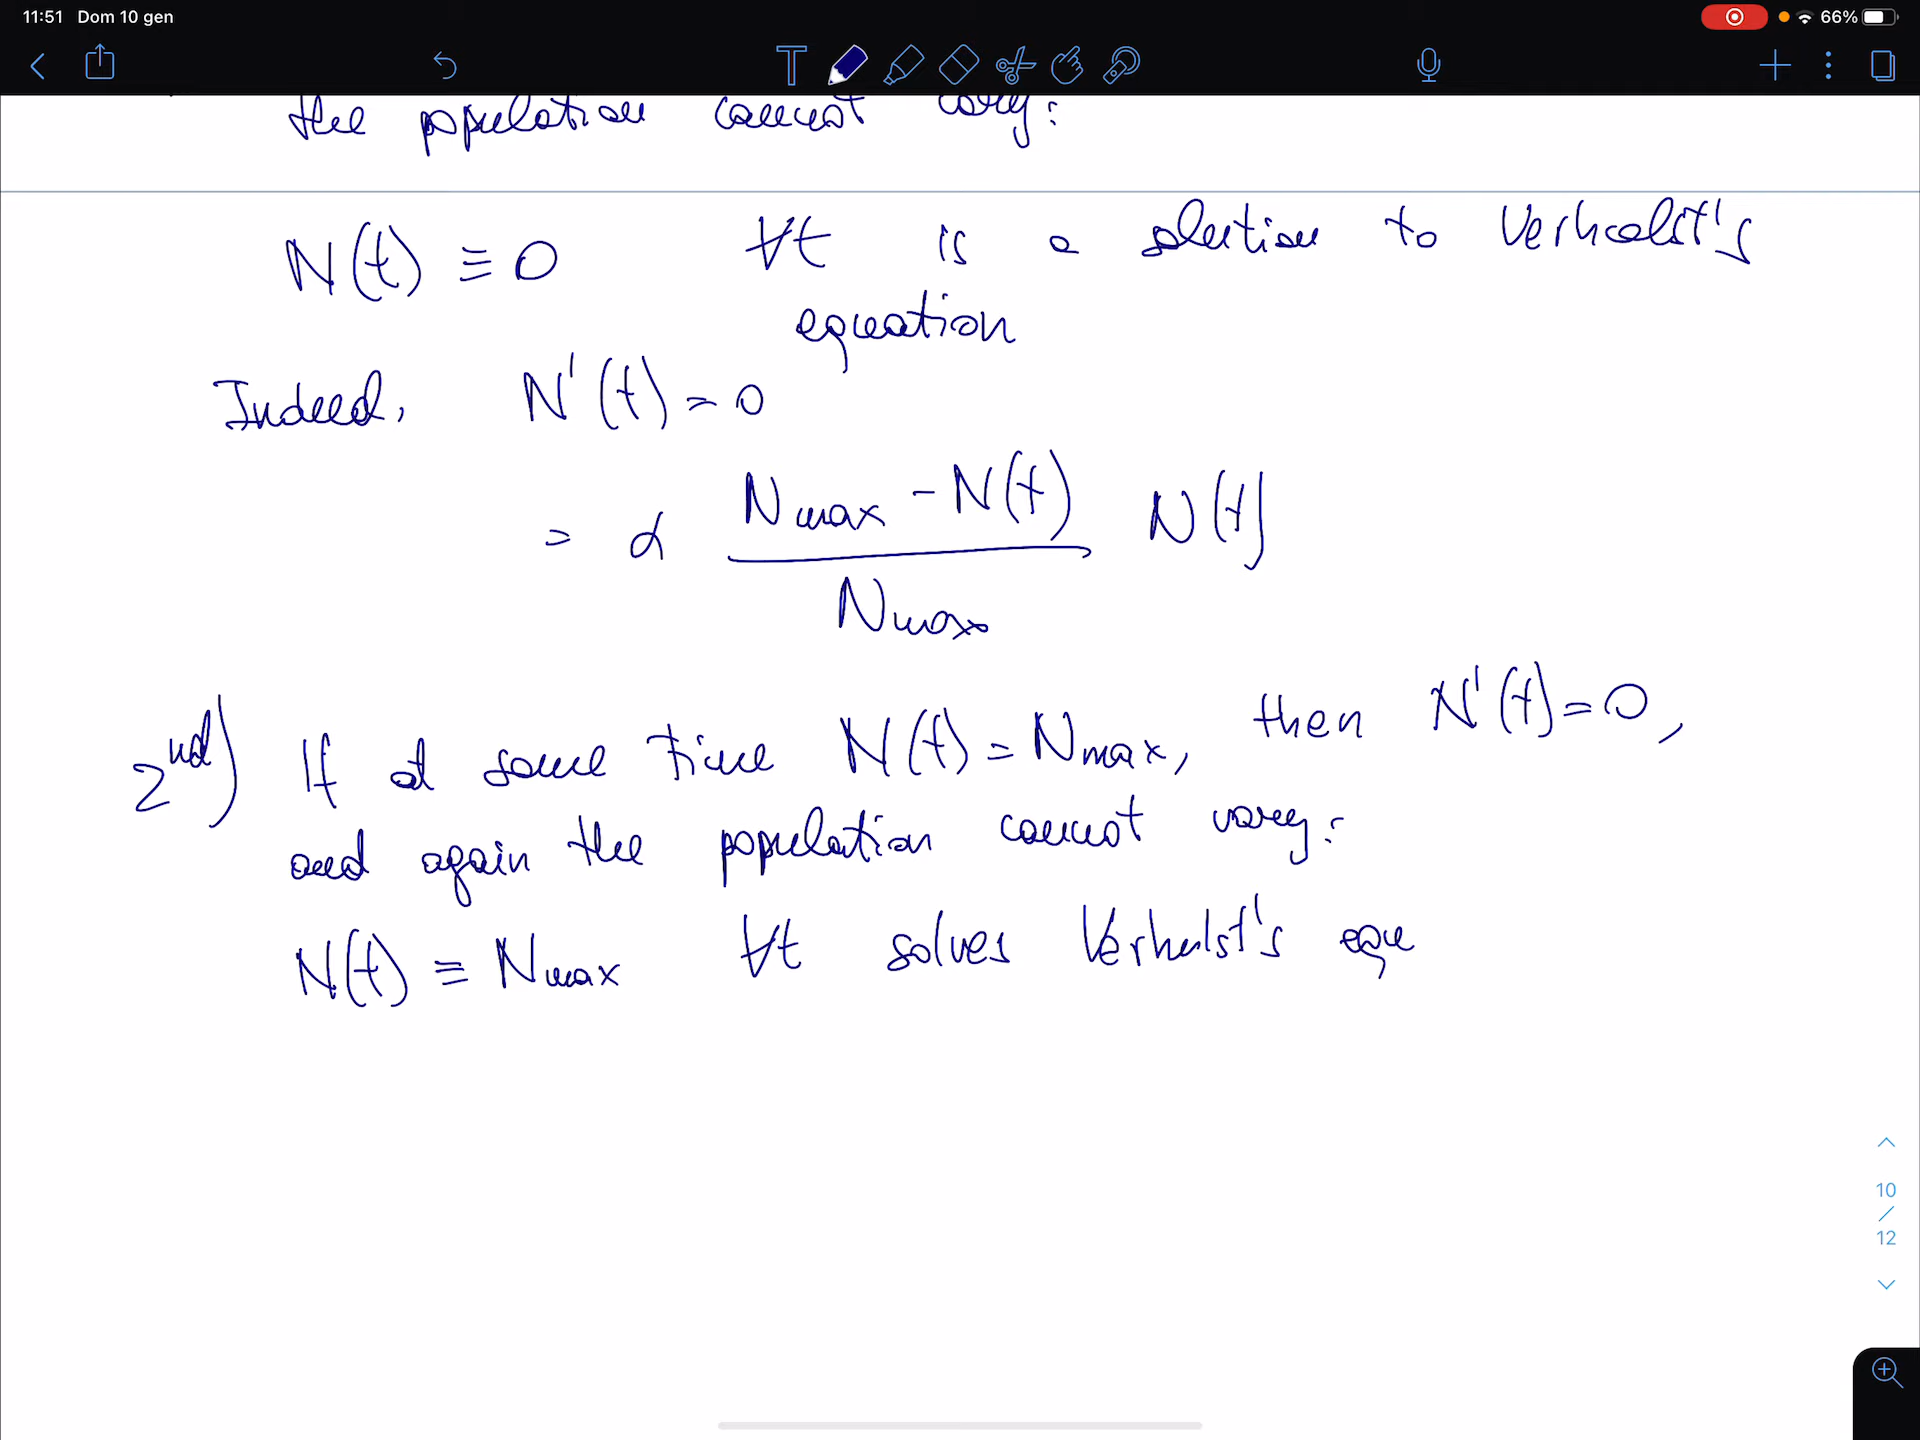 11:51 Dom 10 gen
66%
the population cannot vary:
N(t) ≡ 0 ∀t is a solution to Verhulst's
equation
Indeed, N'(t) = 0
= α (Nmax - N(t)) / Nmax N(t)
2nd) If at some time N(t) = Nmax, then N'(t) = 0,
and again the population cannot vary:
N(t) ≡ Nmax ∀t solves Verhulst's equ
10
/
12